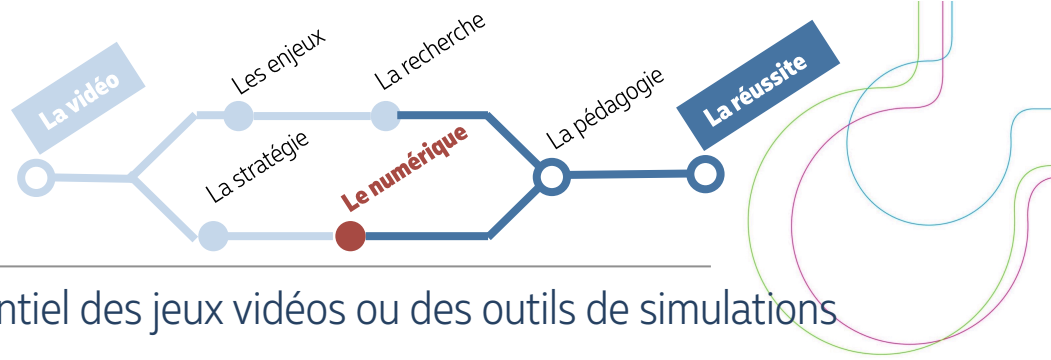 La vidéo
Les enjeux
La recherche
La stratégie
Le numérique
La pédagogie
La réussite
ntiel des jeux vidéos ou des outils de simulations